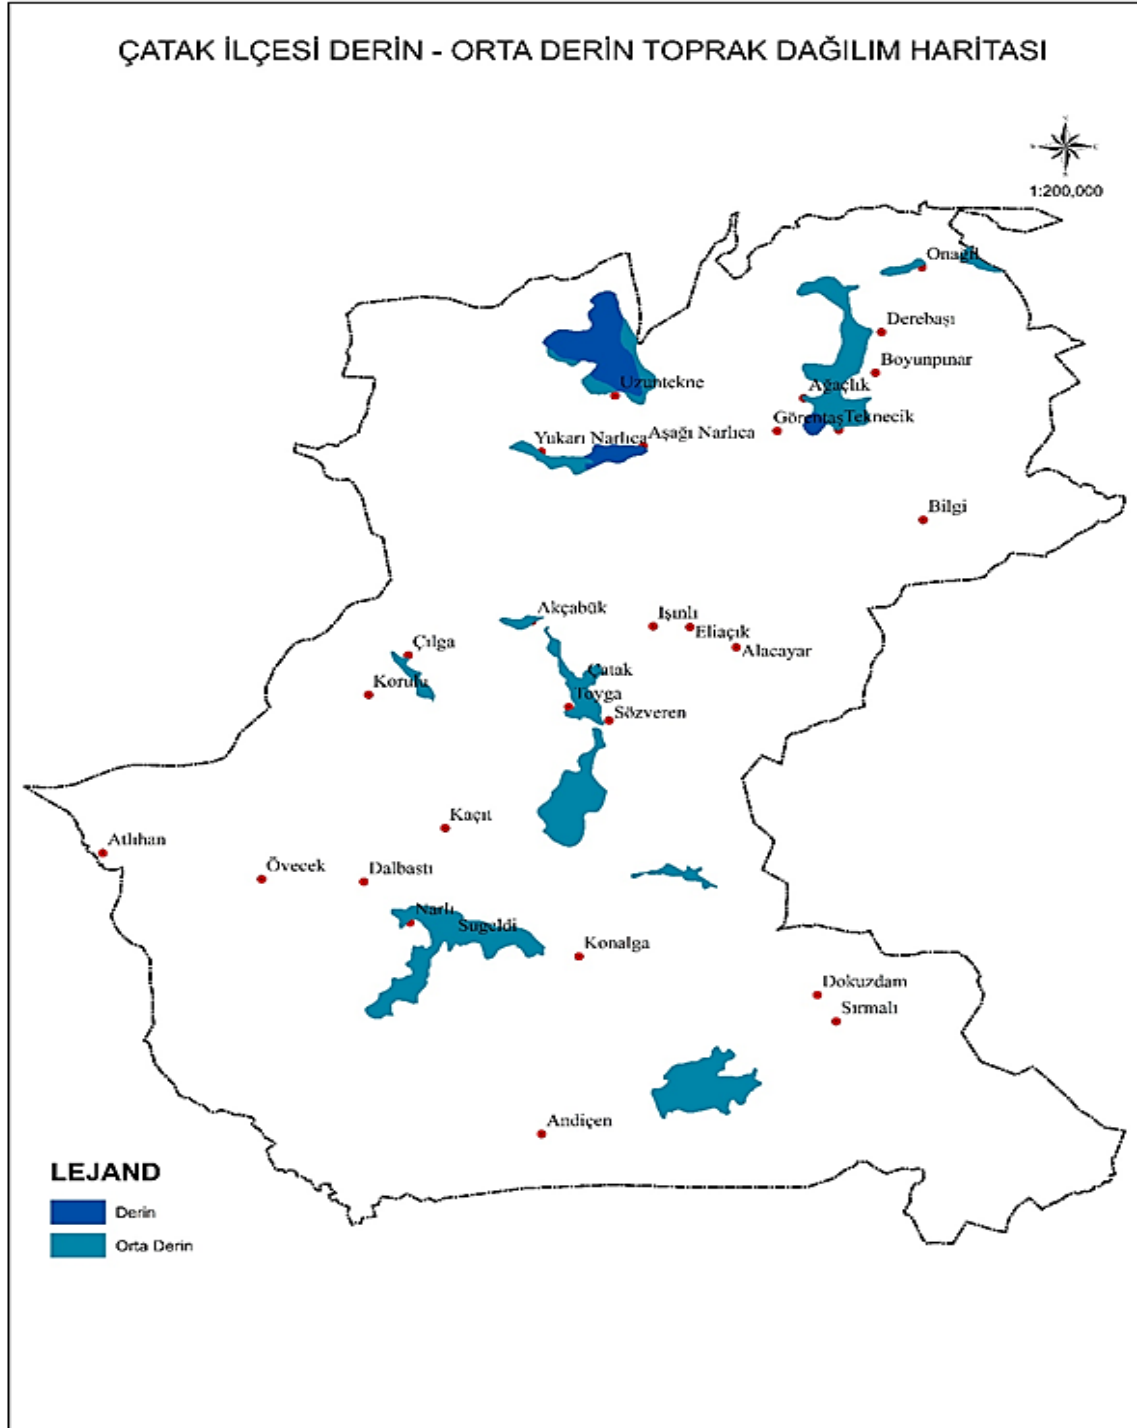 ÇATAK İLÇESİ DERİN - ORTA DERİN TOPRAK DAĞILIM HARİTASI
1:200,000
Onağıl
Derebaşı
Boyunpınar
Uzuntekne
Ağaçlık
Görentaş
Teknecik
Yukarı Narlıca
Aşağı Narlıca
Bilgi
Akçabük
Işınlı
Eliaçık
Alacayar
Çılga
Çatak
Korulu
Toyga
Sözveren
Kaçıt
Atlıhan
Övecek
Dalbastı
Narlı
Sugeldi
Konalga
Dokuzdam
Sırmalı
Andiçen
LEJAND
Derin
Orta Derin